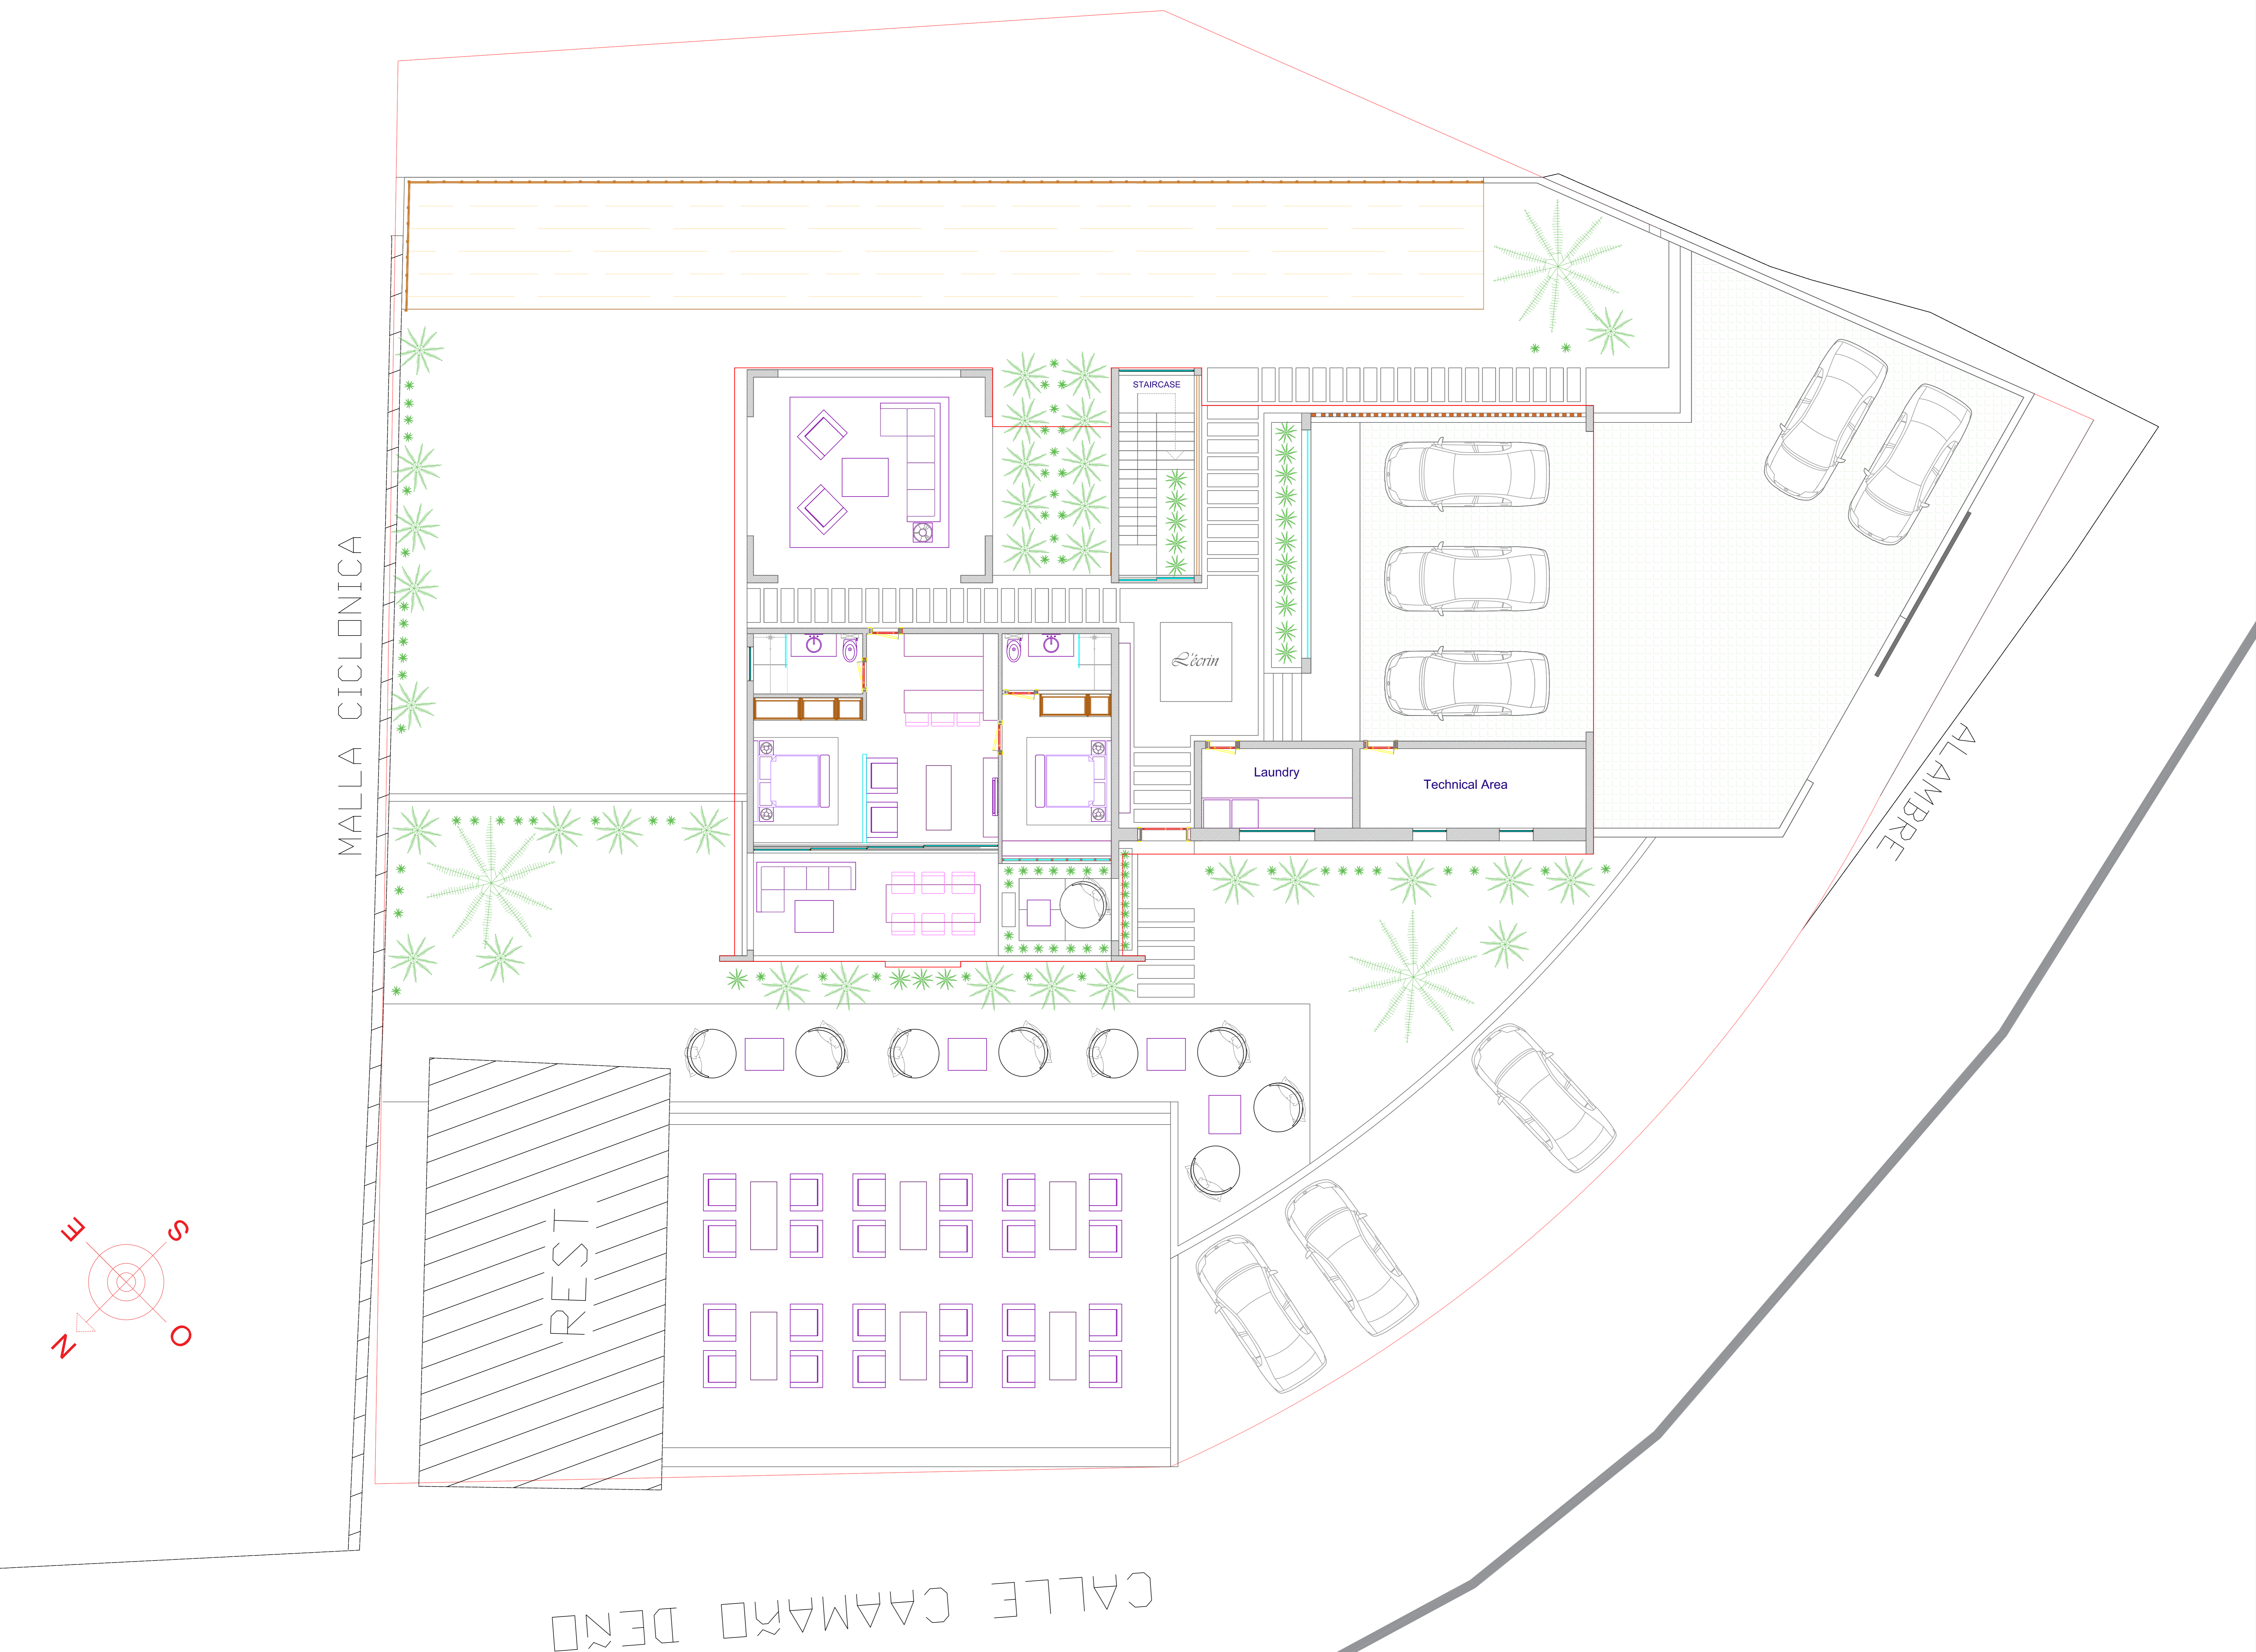 STAIRCASE
MALLA CICLONICA
L'écrin
Laundry
Technical Area
ALAMBRE
REST
E
S
N
O
CALLE CAAMAÑO DEÑO